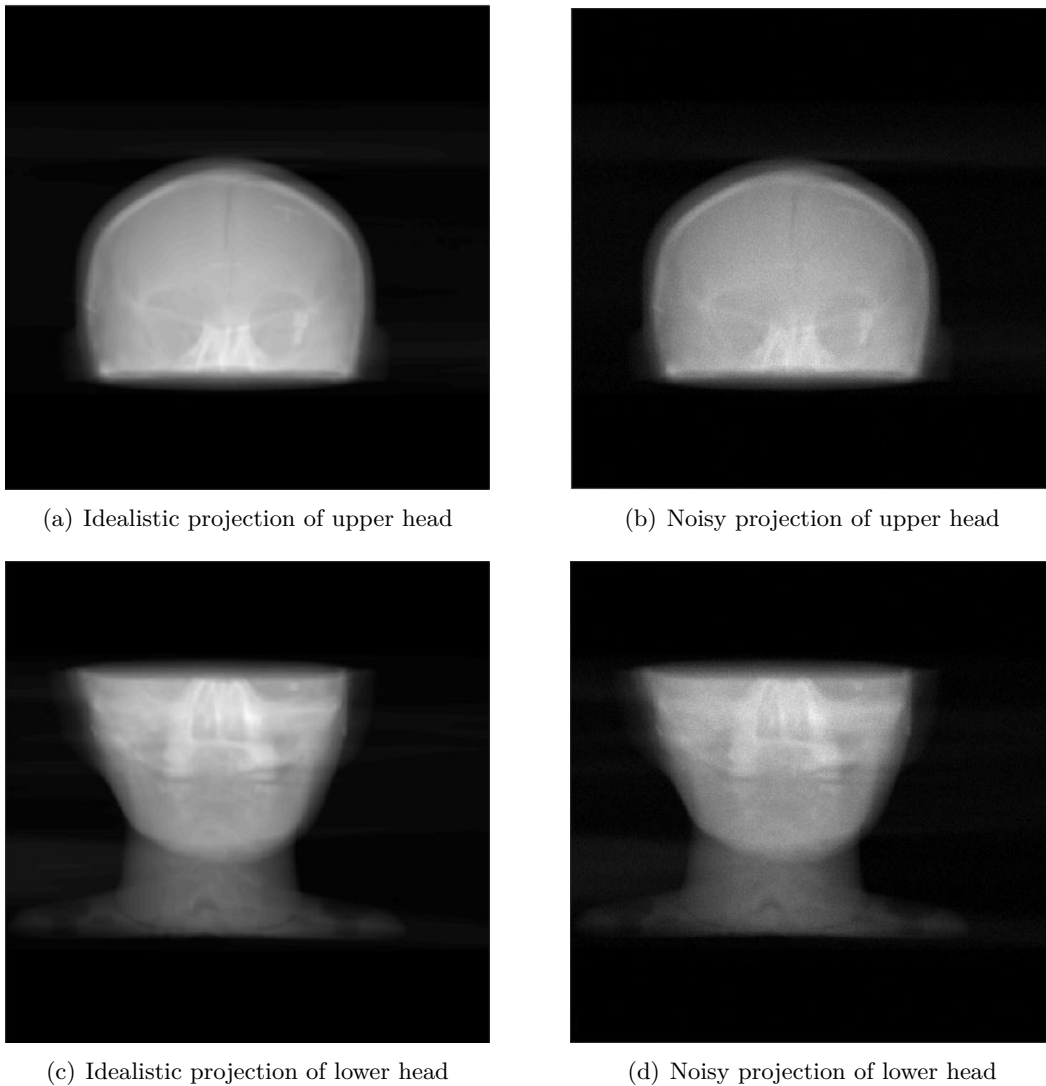 (a) Idealistic projection of upper head
(b) Noisy projection of upper head
(c) Idealistic projection of lower head
(d) Noisy projection of lower head